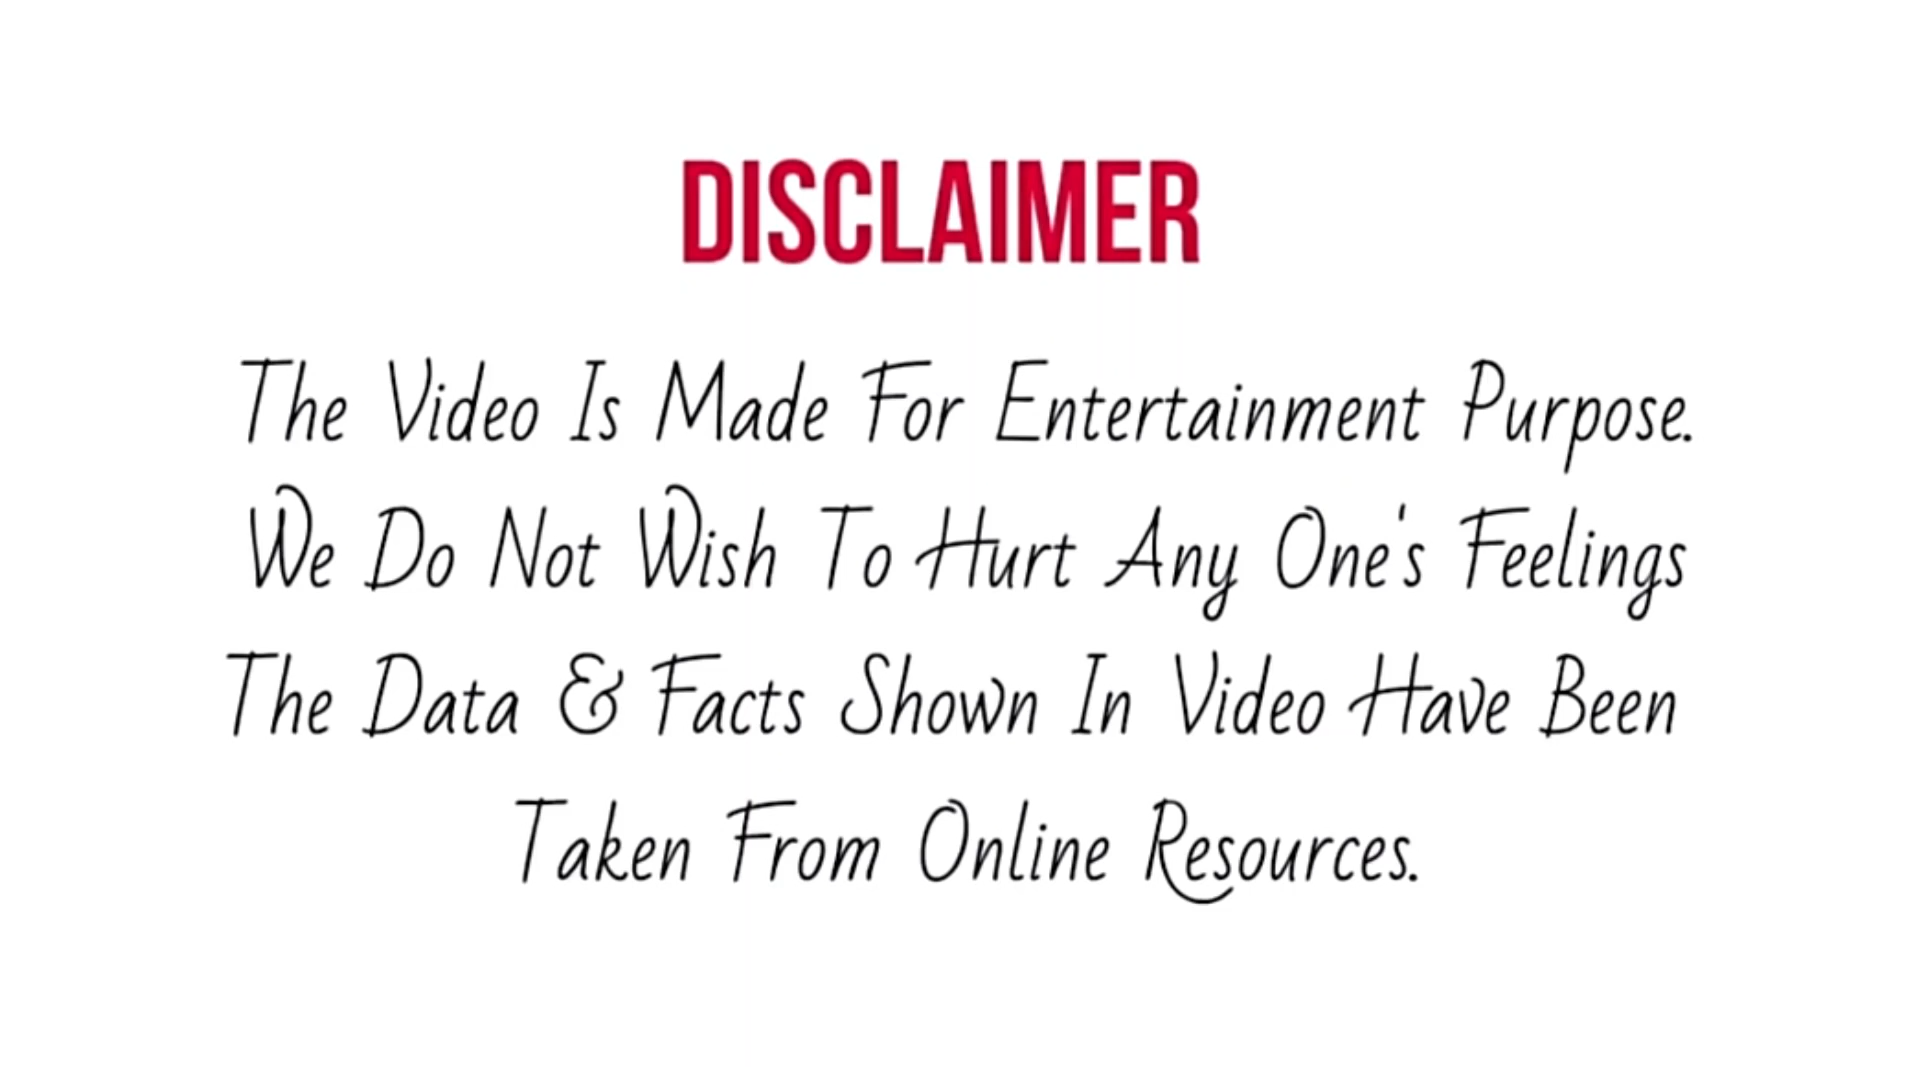 DISCLAIMER
The Video Is Made For Entertainment Purpose.
We Do Not Wish To Hurt Any One's Feelings
The Data & Facts Shown In Video Have Been
Taken From Online Resources.